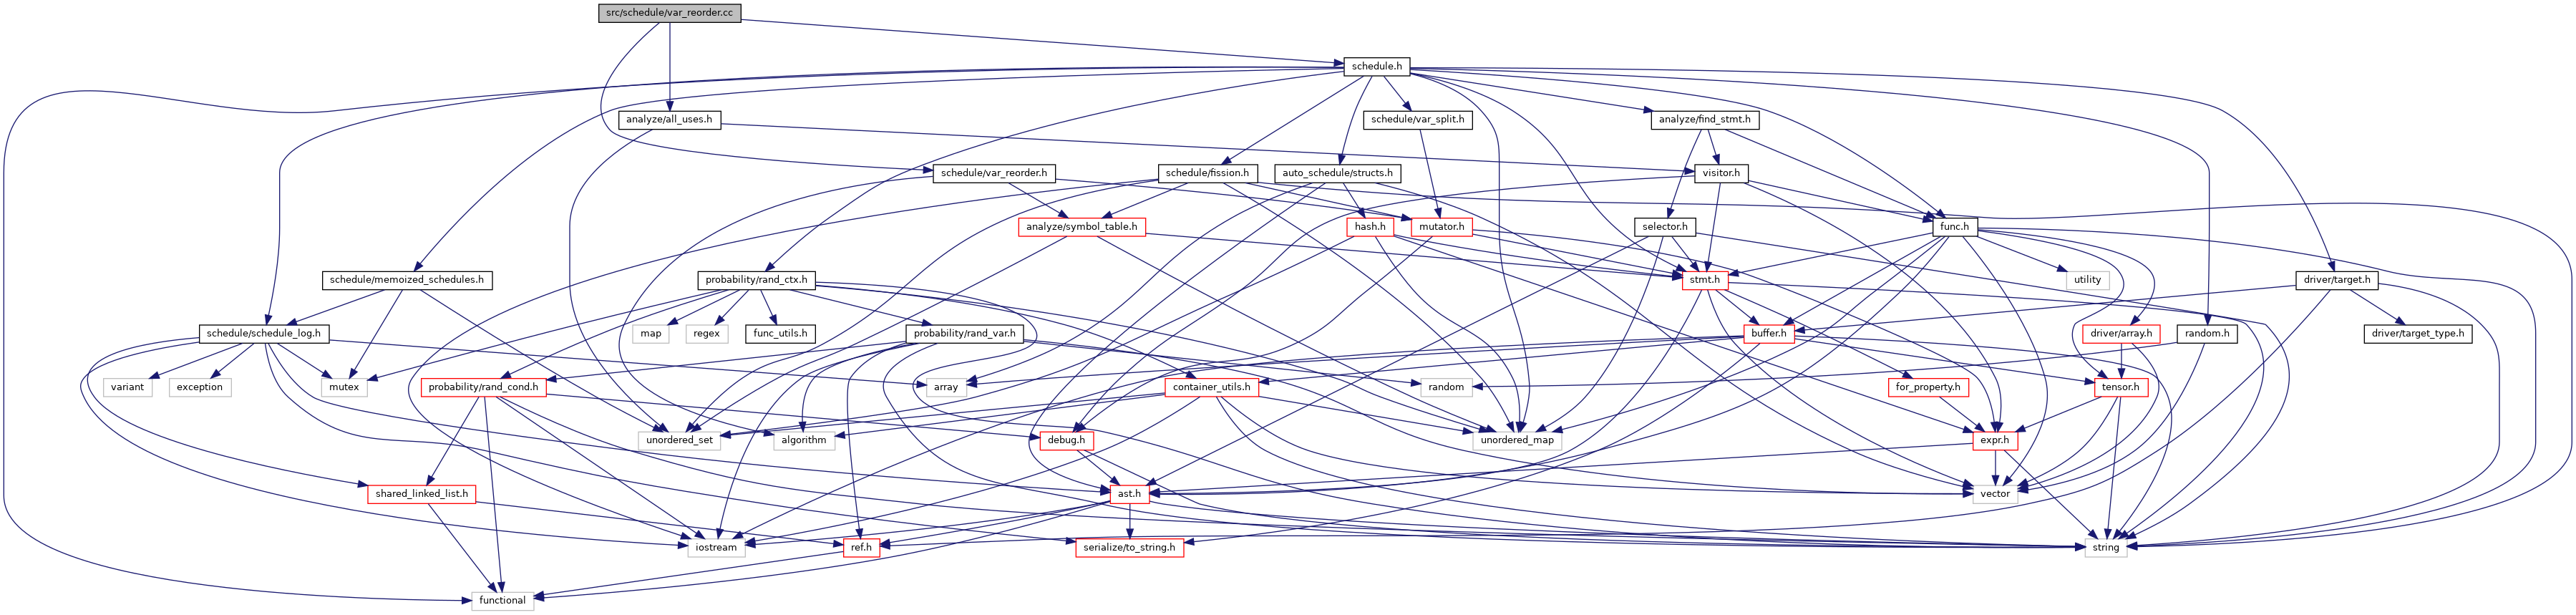 src/schedule/var_reorder.cc
schedule.h
analyze/all_uses.h
schedule/var_split.h
analyze/find_stmt.h
schedule/var_reorder.h
schedule/fission.h
auto_schedule/structs.h
visitor.h
analyze/symbol_table.h
hash.h
mutator.h
selector.h
func.h
schedule/memoized_schedules.h
probability/rand_ctx.h
stmt.h
utility
driver/target.h
schedule/schedule_log.h
map
regex
func_utils.h
probability/rand_var.h
buffer.h
driver/array.h
random.h
driver/target_type.h
variant
exception
mutex
probability/rand_cond.h
array
container_utils.h
random
for_property.h
tensor.h
unordered_set
algorithm
debug.h
unordered_map
expr.h
shared_linked_list.h
ast.h
vector
iostream
ref.h
serialize/to_string.h
string
functional